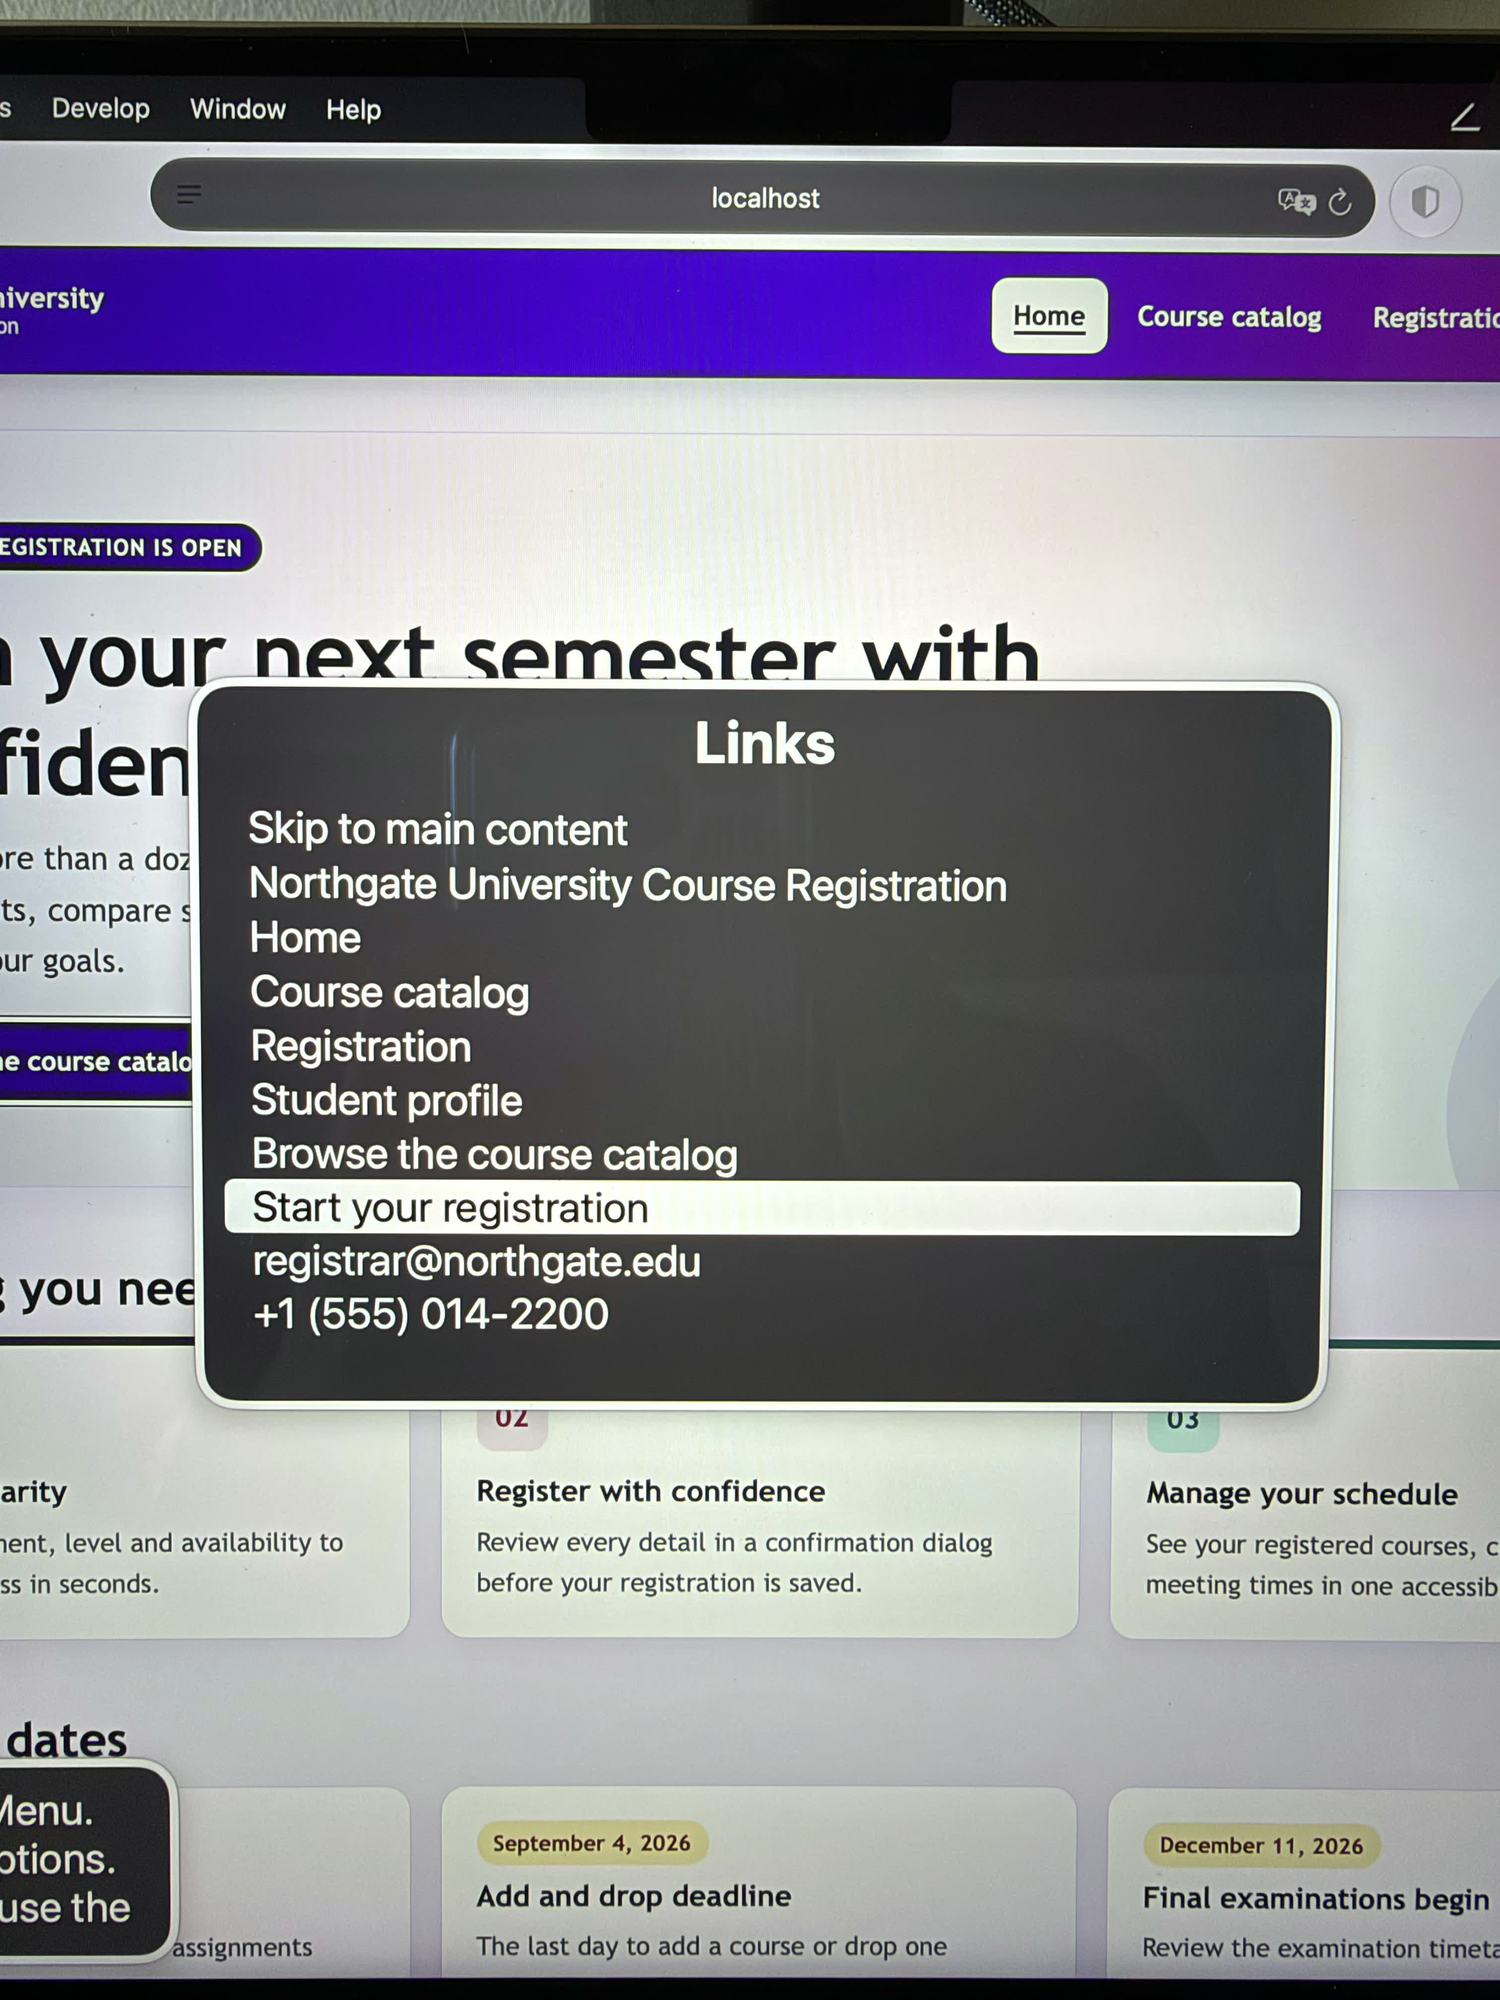 Develop Window Help
localhost
iversity
on
Home Course catalog
EGISTRATION IS OPEN
your next semester with
fiden
re than a doz
ts, compare s
ur goals.
e course catalo
Links
Skip to main content
Northgate University Course Registration
Home
Course catalog
Registration
Student profile
Browse the course catalog
Start your registration
registrar@northgate.edu
+1 (555) 014-2200
you nee
02
03
arity
Register with confidence
Manage your schedule
ent, level and availability to
Review every detail in a confirmation dialog
See your registered courses, c
ss in seconds.
before your registration is saved.
meeting times in one accessib
dates
Menu.
ptions.
use the
September 4, 2026
December 11, 2026
Add and drop deadline
Final examinations begin
assignments
The last day to add a course or drop one
Review the examination timeta